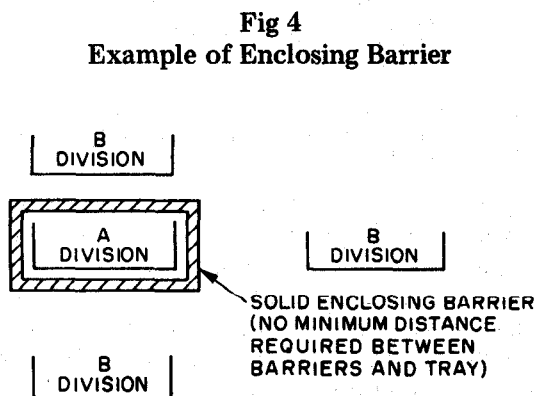 Fig 4
Example of Enclosing Barrier
B
DIVISION
A
DIVISION
B
DIVISION
SOLID ENCLOSING BARRIER
(NO MINIMUM DISTANCE
REQUIRED BETWEEN
BARRIERS AND TRAY)
B
DIVISION